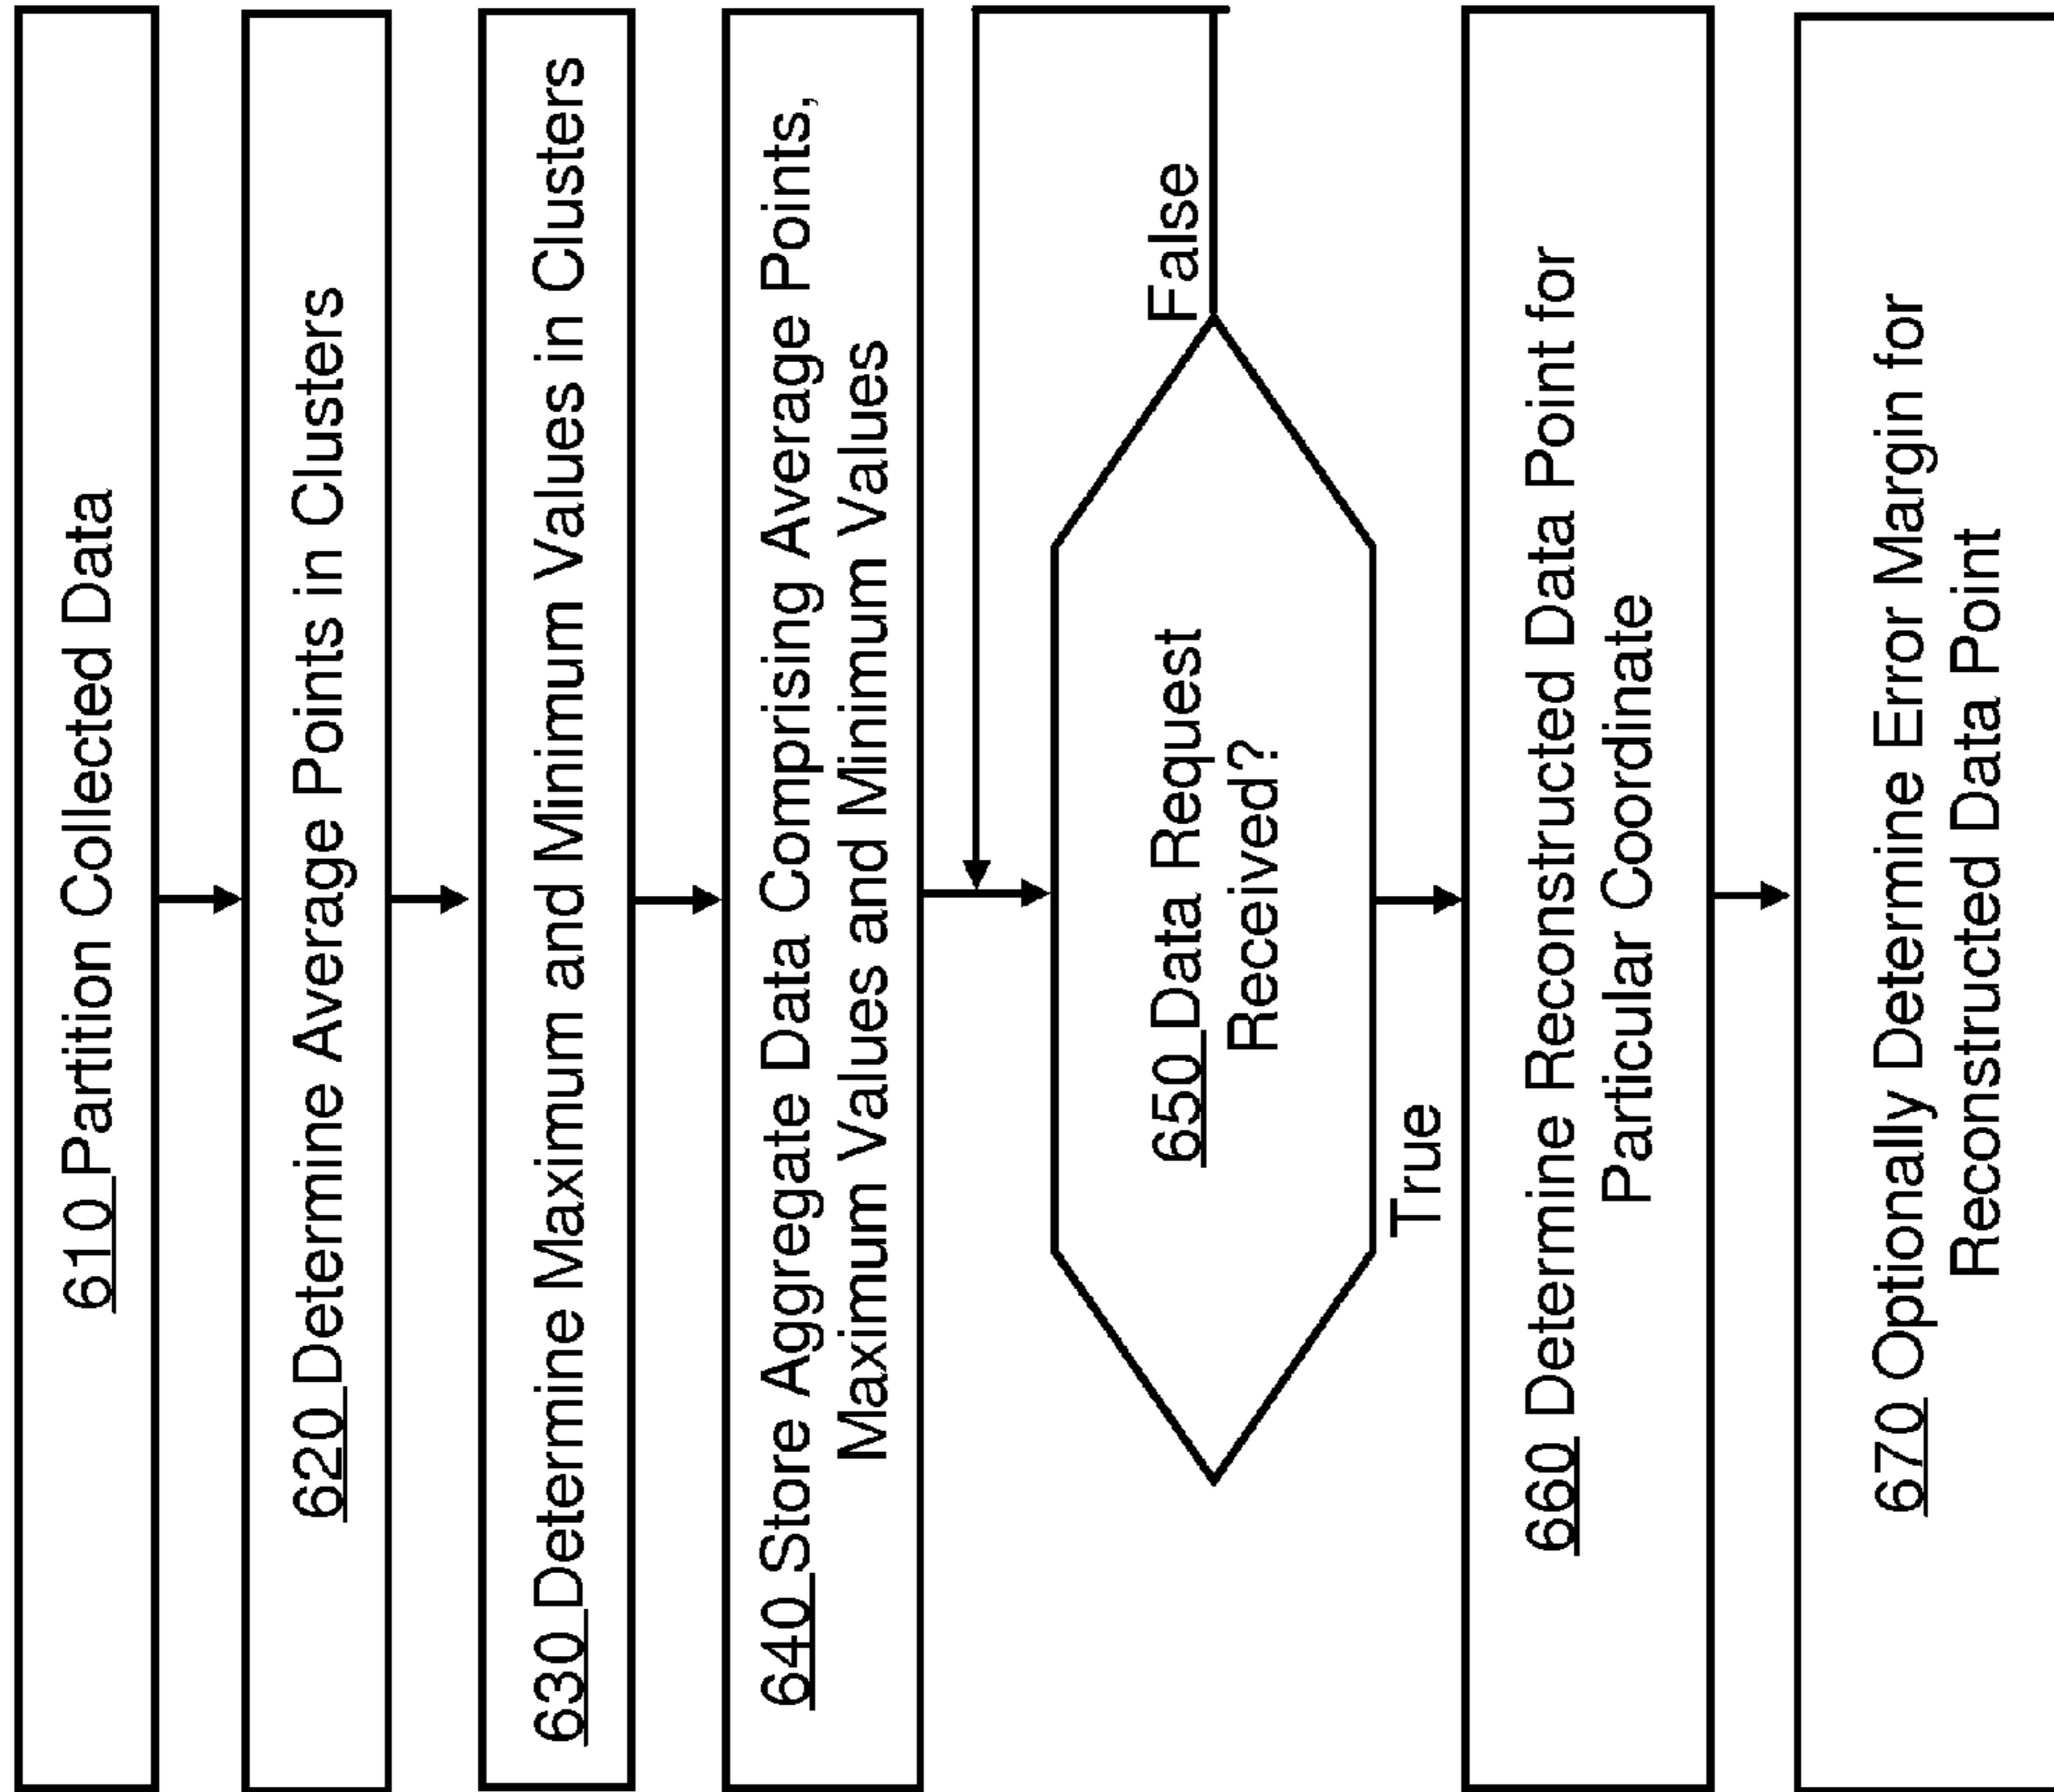 610 Partition Collected Data
620 Determine Average Points in Clusters
630 Determine Maximum and Minimum Values in Clusters
640 Store Aggregate Data Comprising Average Points,
Maximum Values and Minimum Values
650 Data Request
Received?
False
True
660 Determine Reconstructed Data Point for
Particular Coordinate
670 Optionally Determine Error Margin for
Reconstructed Data Point